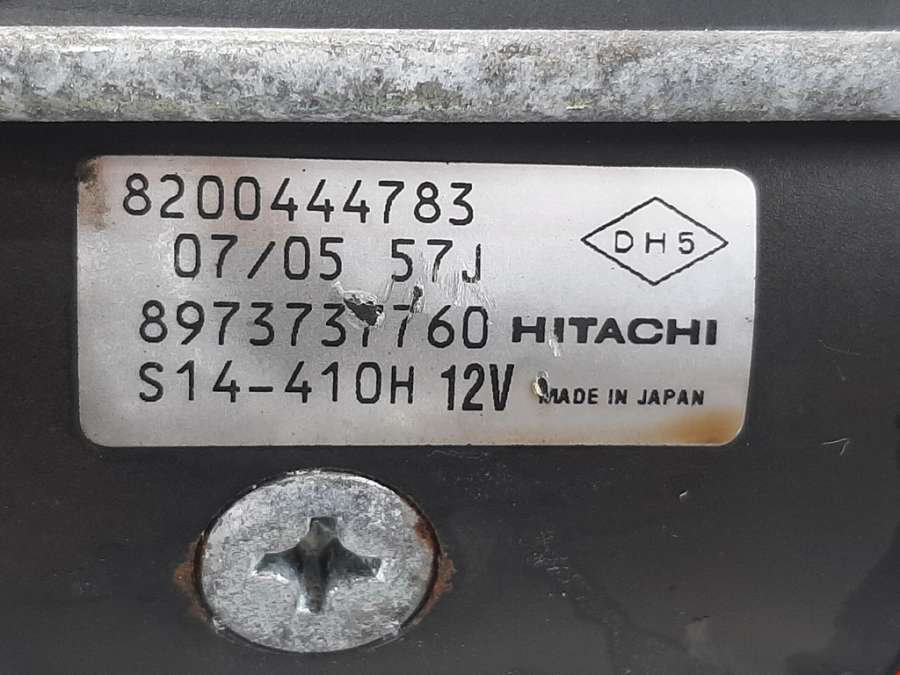 8200444783
DH5
07/05 57J
8973737760 HITACHI
S14-410H 12V MADE IN JAPAN